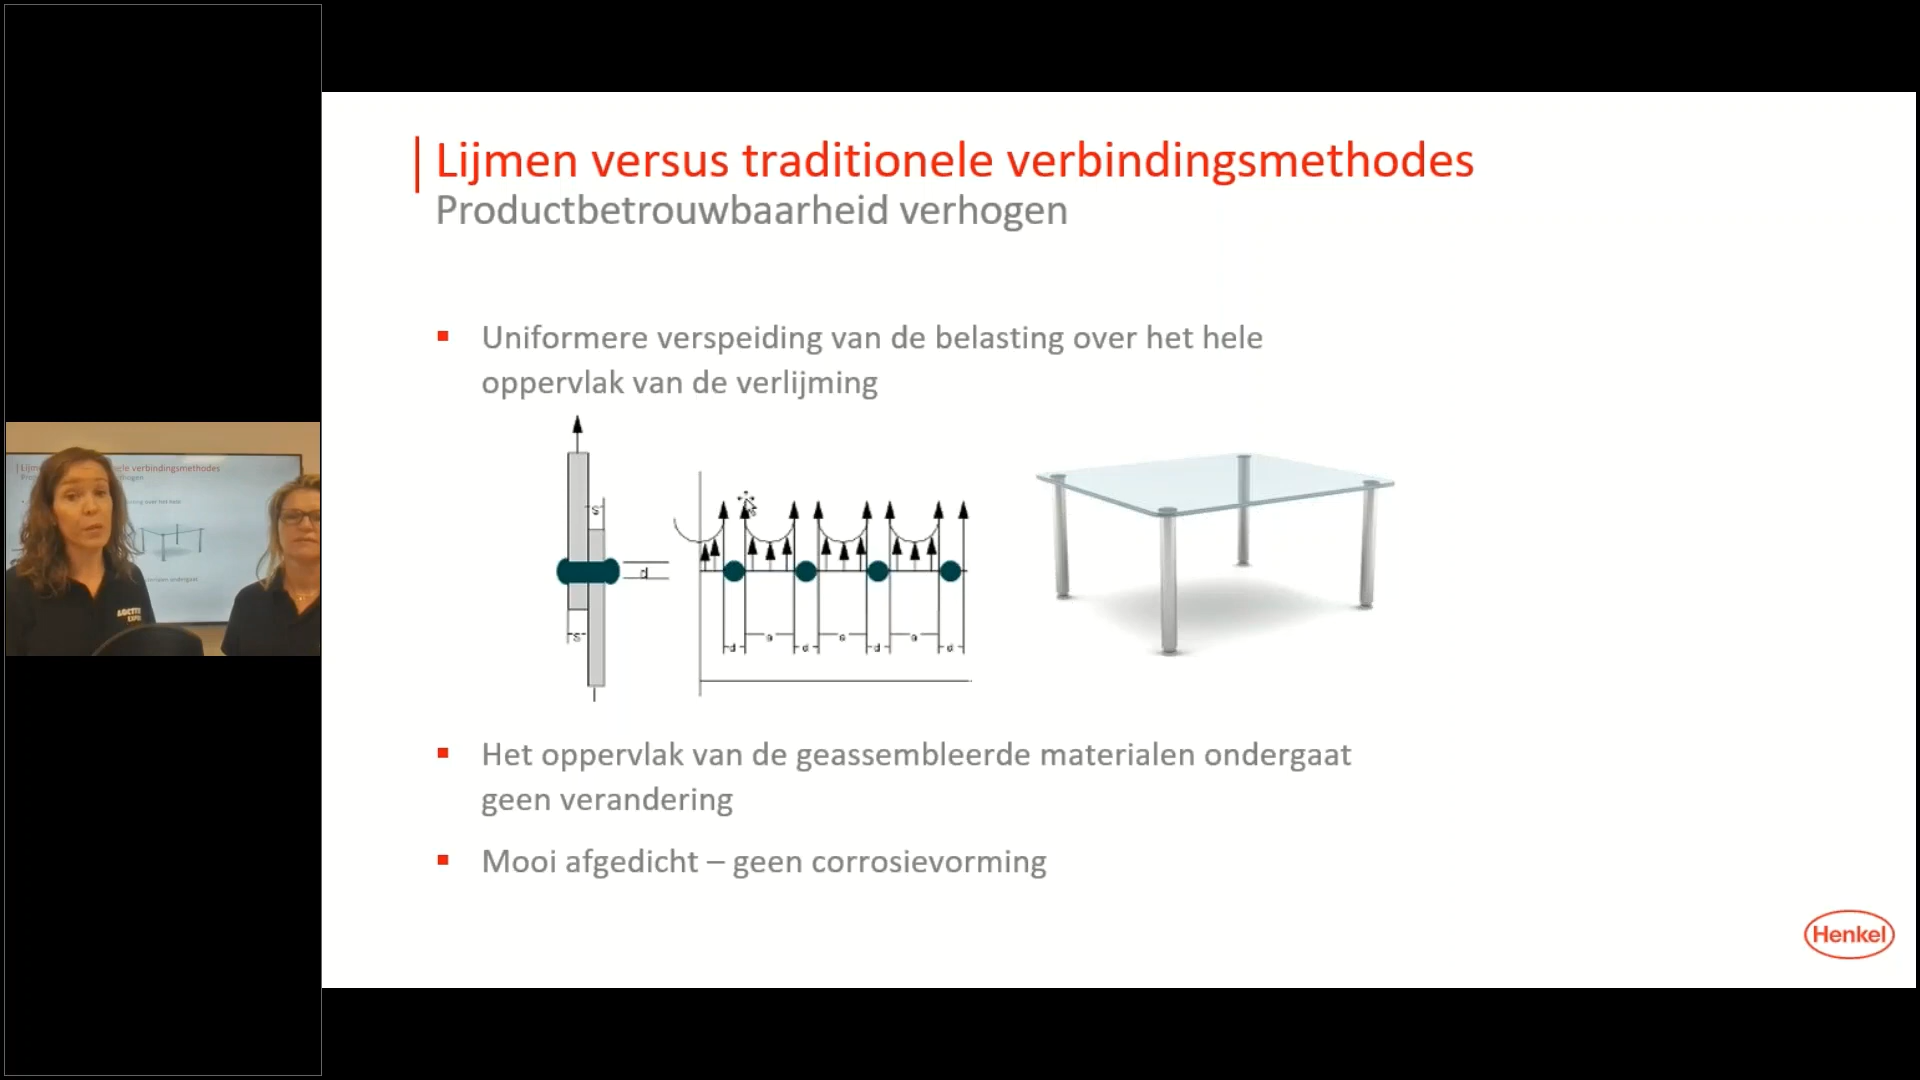 Lijmen versus traditionele verbindingsmethodes
Productbetrouwbaarheid verhogen
Uniformere verspeiding van de belasting over het hele
oppervlak van de verlijming
S
d
S
d
e
d
e
d
e
d
Het oppervlak van de geassembleerde materialen ondergaat
geen verandering
Mooi afgedicht – geen corrosievorming
Henkel
LOCTITE